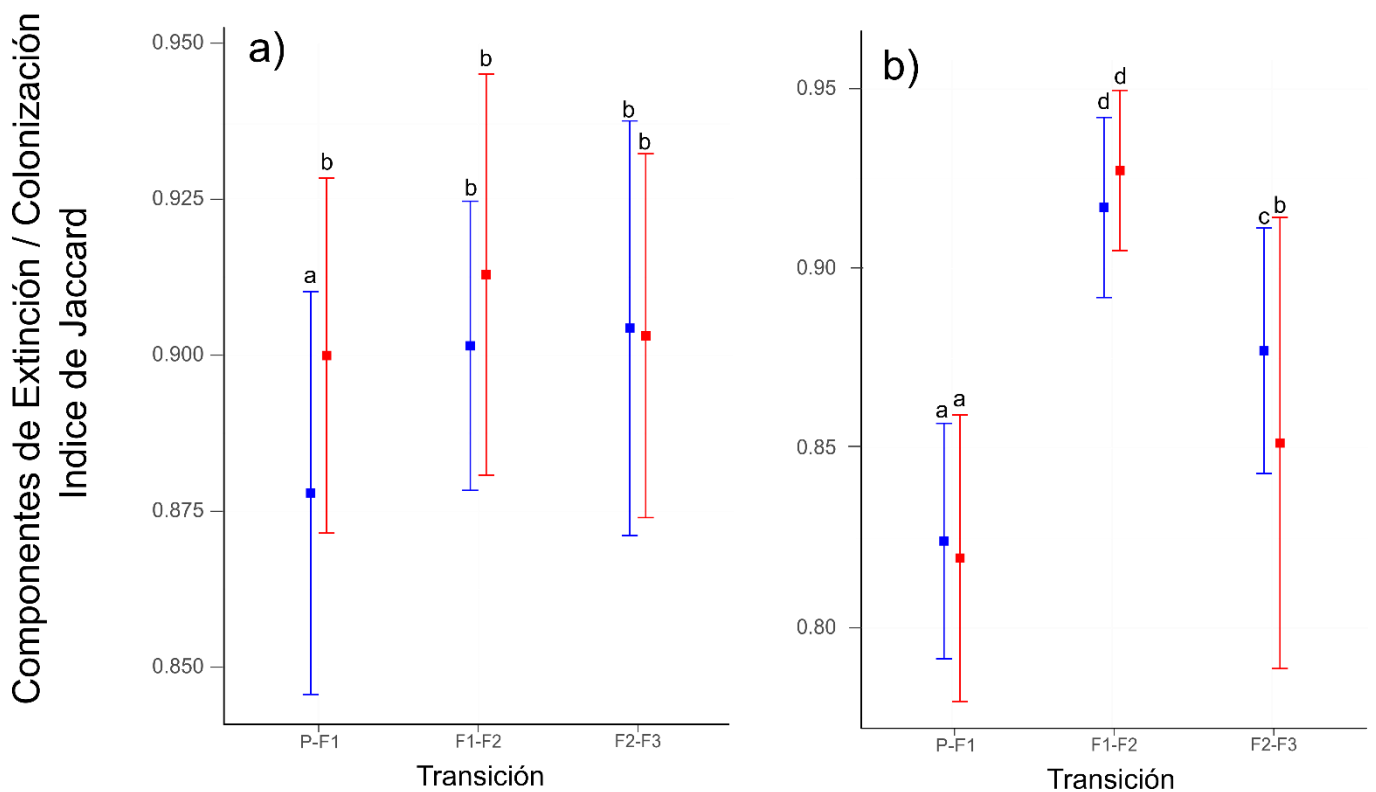 Componentes de Extinción / Colonización
Indice de Jaccard
a)
0.950
0.925
0.900
0.875
0.850
a
b
b
b
b
b
P-F1
F1-F2
F2-F3
Transición
b)
0.95
0.90
0.85
0.80
a
a
d
d
c
b
P-F1
F1-F2
F2-F3
Transición